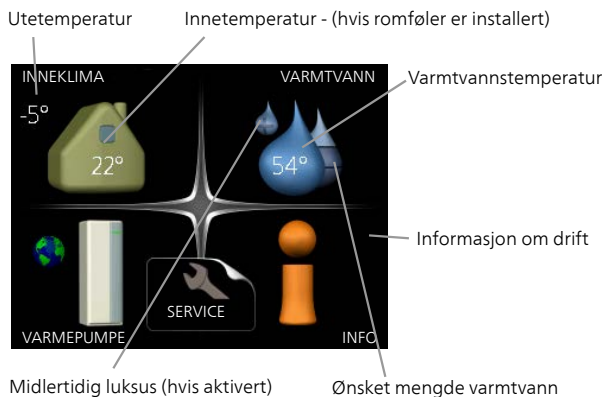 Utetemperatur
Innetemperatur - (hvis romføler er installert)
INNEKLIMA
VARMTVANN
Varmtvannstemperatur
-5°
22°
54°
Informasjon om drift
SERVICE
VARMEPUMPE
INFO
Midlertidig luksus (hvis aktivert)
Ønsket mengde varmtvann